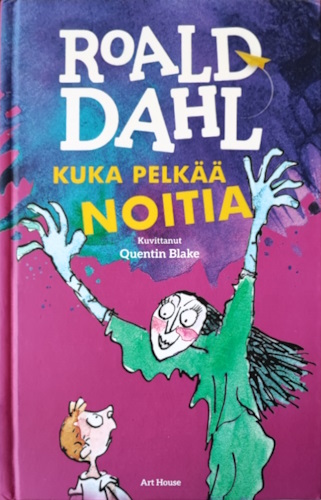 ROALD
DAHL
KUKA PELKÄÄ
NOITIA
Kuvittanut
Quentin Blake
Art House